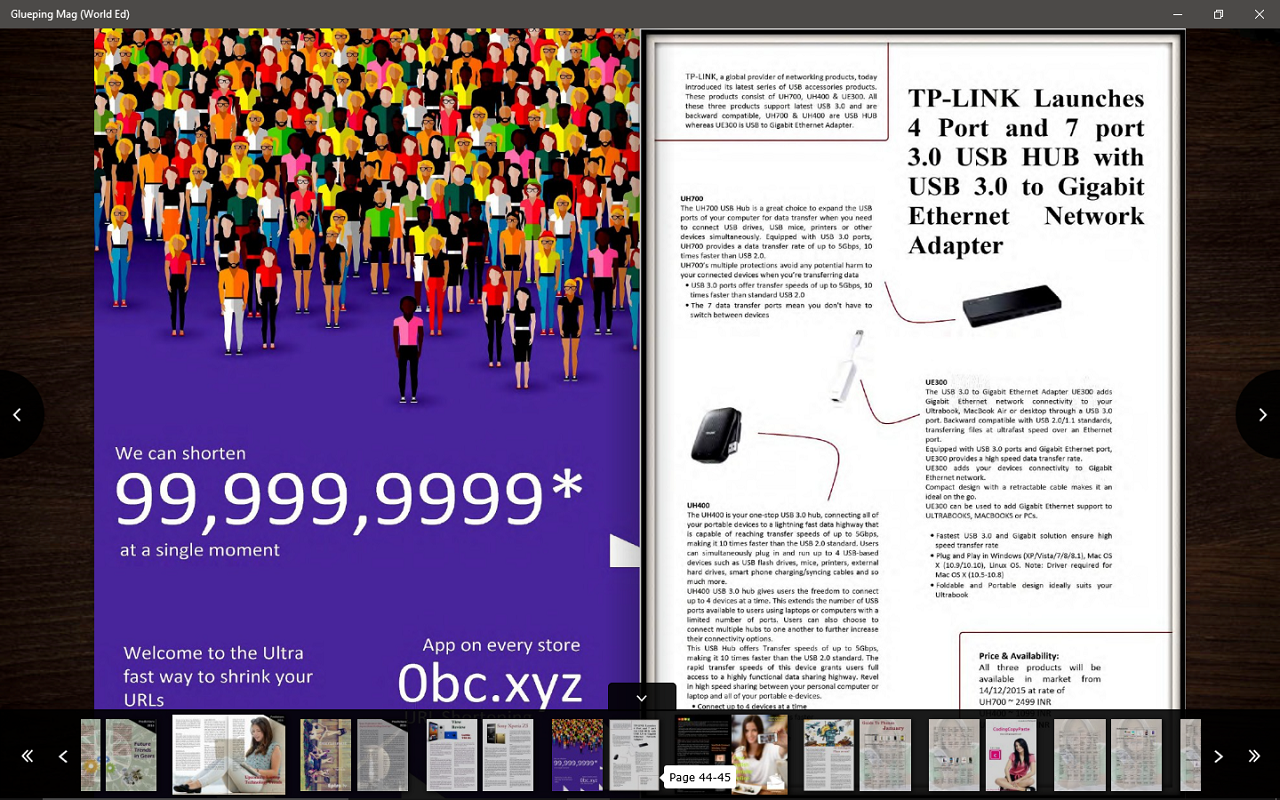 Glueping Mag (World Ed)
We can shorten
99,999,9999*
at a single moment
Welcome to the Ultra
fast way to shrink your
URLs
App on every store
0bc.xyz
TP-LINK, a global provider of networking products, today
introduced its latest series of USB accessories products.
These products consist of UH700, UH400 & UE300. All
these three products support latest USB 3.0 and are
backward compatible, UH700 & UH400 are USB HUB
whereas UE300 is USB to Gigabit Ethernet Adapter.
TP-LINK Launches
4 Port and 7 port
3.0 USB HUB with
USB 3.0 to Gigabit
Ethernet Network
Adapter
UH700
The UH700 USB Hub is a great choice to expand the USB
ports of your computer for data transfer when you need
to connect USB drives, USB mice, printers or other
devices simultaneously. Equipped with USB 3.0 ports,
UH700 provides a data transfer rate of up to 5Gbps, 10
times faster than USB 2.0.
UH700's multiple protections avoid any potential harm to
your connected devices when you're transferring data
• USB 3.0 ports offer transfer speeds of up to 5Gbps, 10
times faster than standard USB 2.0
• The 7 data transfer ports mean you don't have to
switch between devices
UE300
The USB 3.0 to Gigabit Ethernet Adapter UE300 adds
Gigabit Ethernet network connectivity to your
Ultrabook, MacBook Air or desktop through a USB 3.0
port. Backward compatible with USB 2.0/1.1 standards,
transferring files at ultrafast speed over an Ethernet
port.
Equipped with USB 3.0 ports and Gigabit Ethernet port,
UE300 provides a high speed data transfer rate.
UE300 adds your devices connectivity to Gigabit
Ethernet network.
Compact design with a retractable cable makes it an
ideal on the go.
UE300 can be used to add Gigabit Ethernet support to
ULTRABOOKS, MACBOOKS or PCs.
• Fastest USB 3.0 and Gigabit solution ensure high
speed transfer rate
• Plug and Play in Windows (XP/Vista/7/8/8.1), Mac OS
X (10.9/10.10), Linux OS. Note: Driver required for
Mac OS X (10.5-10.8)
• Foldable and Portable design ideally suits your
Ultrabook
UH400
The UH400 is your one-stop USB 3.0 hub, connecting all of
your portable devices to a lightning fast data highway that
is capable of reaching transfer speeds of up to 5Gbps,
making it 10 times faster than the USB 2.0 standard. Users
can simultaneously plug in and run up to 4 USB-based
devices such as USB flash drives, mice, printers, external
hard drives, smart phone charging/syncing cables and so
much more.
UH400 USB 3.0 hub gives users the freedom to connect
up to 4 devices at a time. This extends the number of USB
ports available to users using laptops or computers with a
limited number of ports. Users can also choose to
connect multiple hubs to one another to further increase
their connectivity options.
This USB Hub offers Transfer speeds of up to 5Gbps,
making it 10 times faster than the USB 2.0 standard. The
rapid transfer speeds of this device grants users full
access to a highly functional data sharing highway. Revel
in high speed sharing between your personal computer or
laptop and all of your portable e-devices.
• Connect up to 4 devices at a time
Price & Availability:
All three products will be
available in market from
14/12/2015 at rate of
UH700 ~ 2499 INR
Future
Trends
in Gears
View
Review
Sony Xperia Z5
99,999,9999*
0bc.xyz
January
CodingCopyPaste
Page 44-45